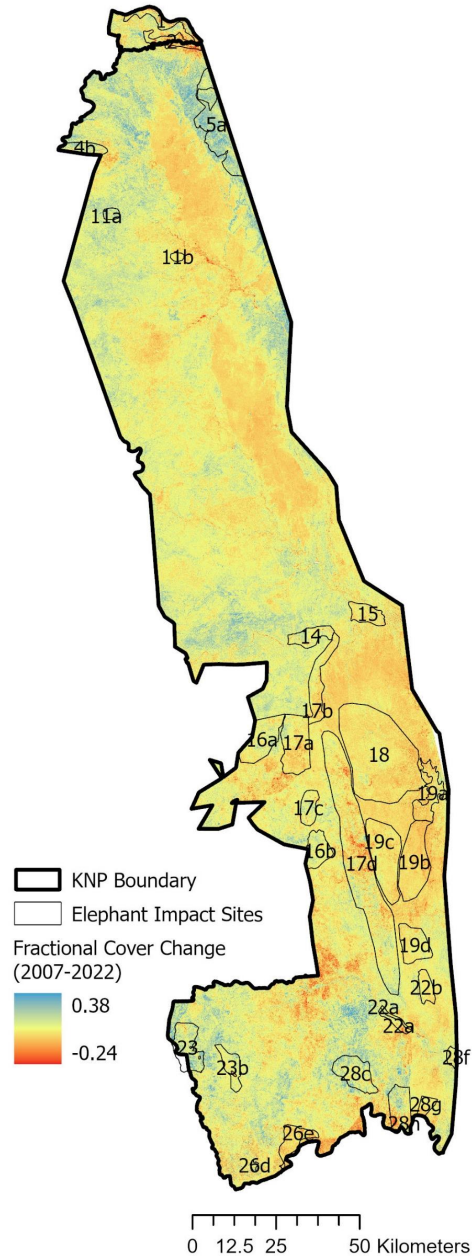 1
2
5a
4b
11a
11b
15
14
17b
16a
17a
18
19a
17c
19c
16b
17d
19b
KNP Boundary
Elephant Impact Sites
19d
Fractional Cover Change
(2007-2022)
22b
0.38
22a
22a
-0.24
23
28f
23b
28c
28g
28h
26e
26d
0 12.5 25 50 Kilometers